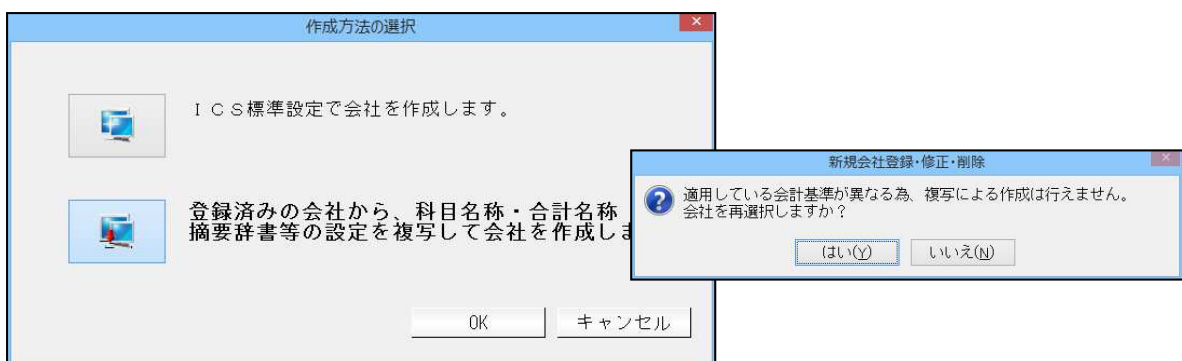 作成方法の選択
ＩＣＳ標準設定で会社を作成します。
登録済みの会社から、科目名称・合計名称
摘要辞書等の設定を複写して会社を作成しま
OK
キャンセル
新規会社登録・修正・削除
適用している会計基準が異なる為、複写による作成は行えません。
会社を再選択しますか？
はい(Y)
いいえ(N)